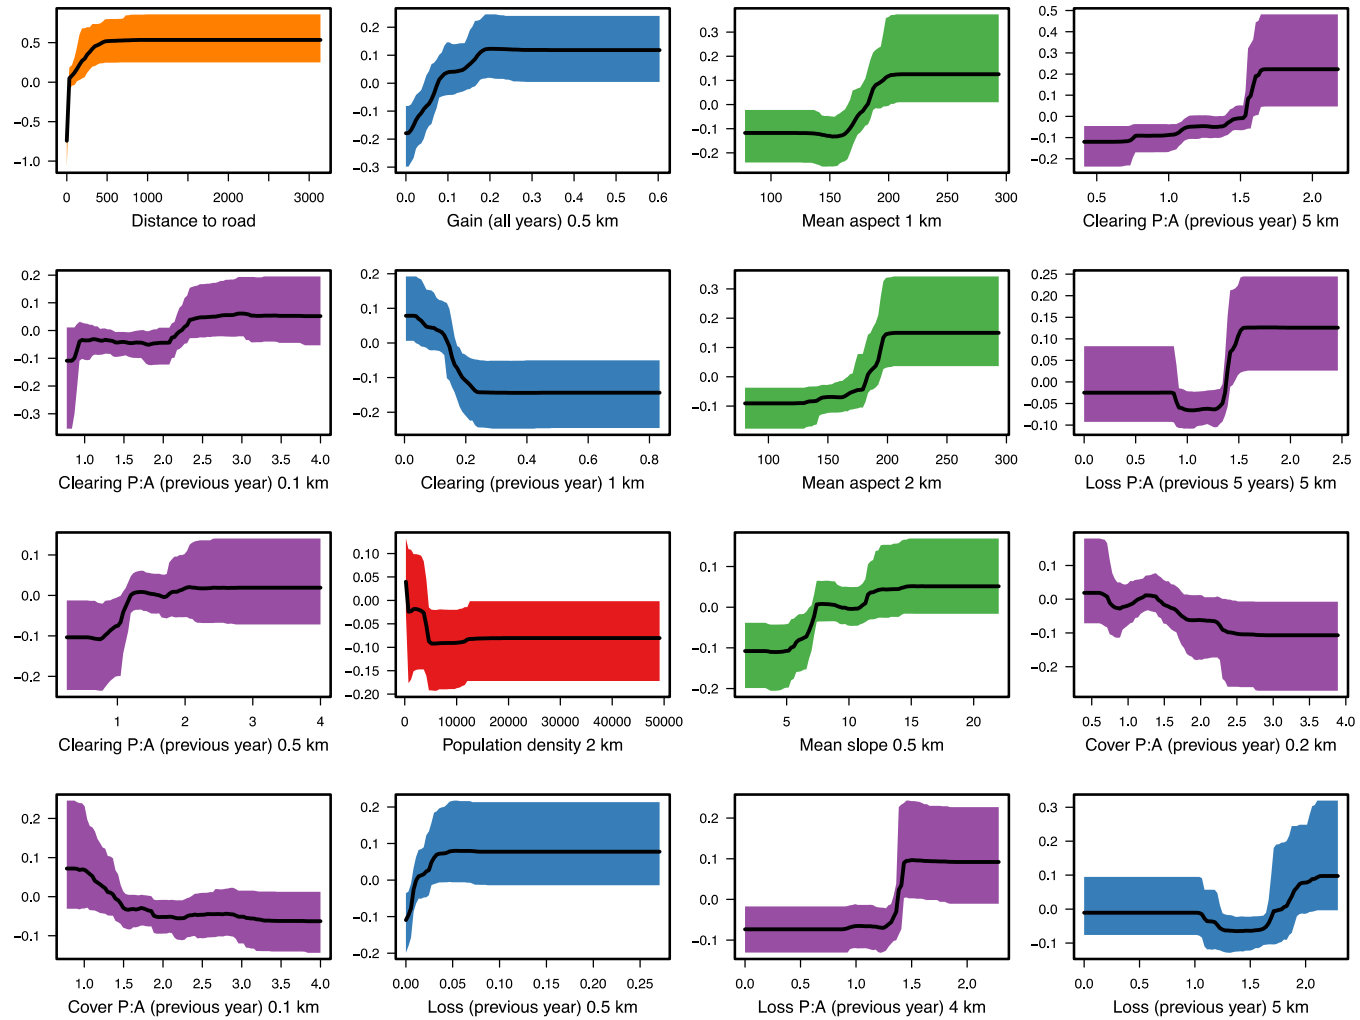 0.5
0.0
−0.5
−1.0
0 500 1000 2000 3000
Distance to road
0.2
0.1
0.0
−0.1
−0.2
−0.3
0.0 0.1 0.2 0.3 0.4 0.5 0.6
Gain (all years) 0.5 km
0.3
0.2
0.1
0.0
−0.1
−0.2
100 150 200 250 300
Mean aspect 1 km
0.5
0.4
0.3
0.2
0.1
0.0
−0.1
−0.2
0.5 1.0 1.5 2.0
Clearing P:A (previous year) 5 km
0.2
0.1
0.0
−0.1
−0.2
−0.3
1.0 1.5 2.0 2.5 3.0 3.5 4.0
Clearing P:A (previous year) 0.1 km
0.2
0.1
0.0
−0.1
−0.2
0.0 0.2 0.4 0.6 0.8
Clearing (previous year) 1 km
0.3
0.2
0.1
0.0
−0.1
100 150 200 250 300
Mean aspect 2 km
0.25
0.20
0.15
0.10
0.05
0.00
−0.05
−0.10
0.0 0.5 1.0 1.5 2.0 2.5
Loss P:A (previous 5 years) 5 km
0.1
0.0
−0.1
−0.2
1 2 3 4
Clearing P:A (previous year) 0.5 km
0.10
0.05
0.00
−0.05
−0.10
−0.15
−0.20
0 10000 20000 30000 40000 50000
Population density 2 km
0.1
0.0
−0.1
−0.2
5 10 15 20
Mean slope 0.5 km
0.1
0.0
−0.1
−0.2
0.5 1.0 1.5 2.0 2.5 3.0 3.5 4.0
Cover P:A (previous year) 0.2 km
0.2
0.1
0.0
−0.1
1.0 1.5 2.0 2.5 3.0 3.5 4.0
Cover P:A (previous year) 0.1 km
0.2
0.1
0.0
−0.1
−0.2
0.00 0.05 0.10 0.15 0.20 0.25
Loss (previous year) 0.5 km
0.2
0.1
0.0
−0.1
0.0 0.5 1.0 1.5 2.0
Loss P:A (previous year) 4 km
0.3
0.2
0.1
0.0
−0.1
0.0 0.5 1.0 1.5 2.0
Loss (previous year) 5 km